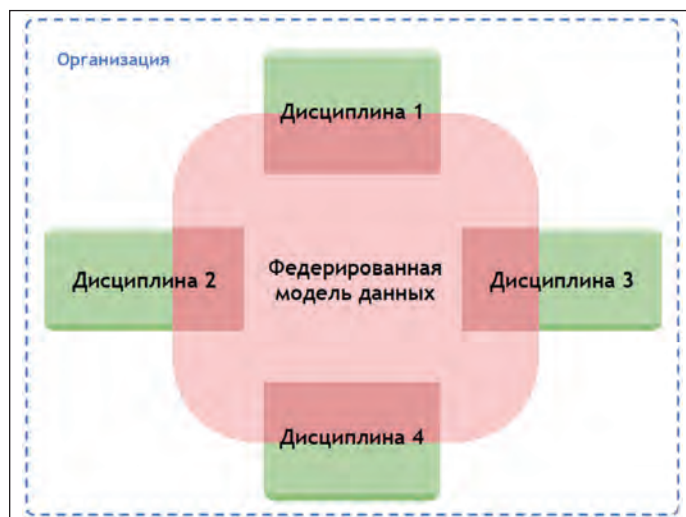 Организация
Дисциплина 1
Дисциплина 2
Федерированная
модель данных
Дисциплина 3
Дисциплина 4